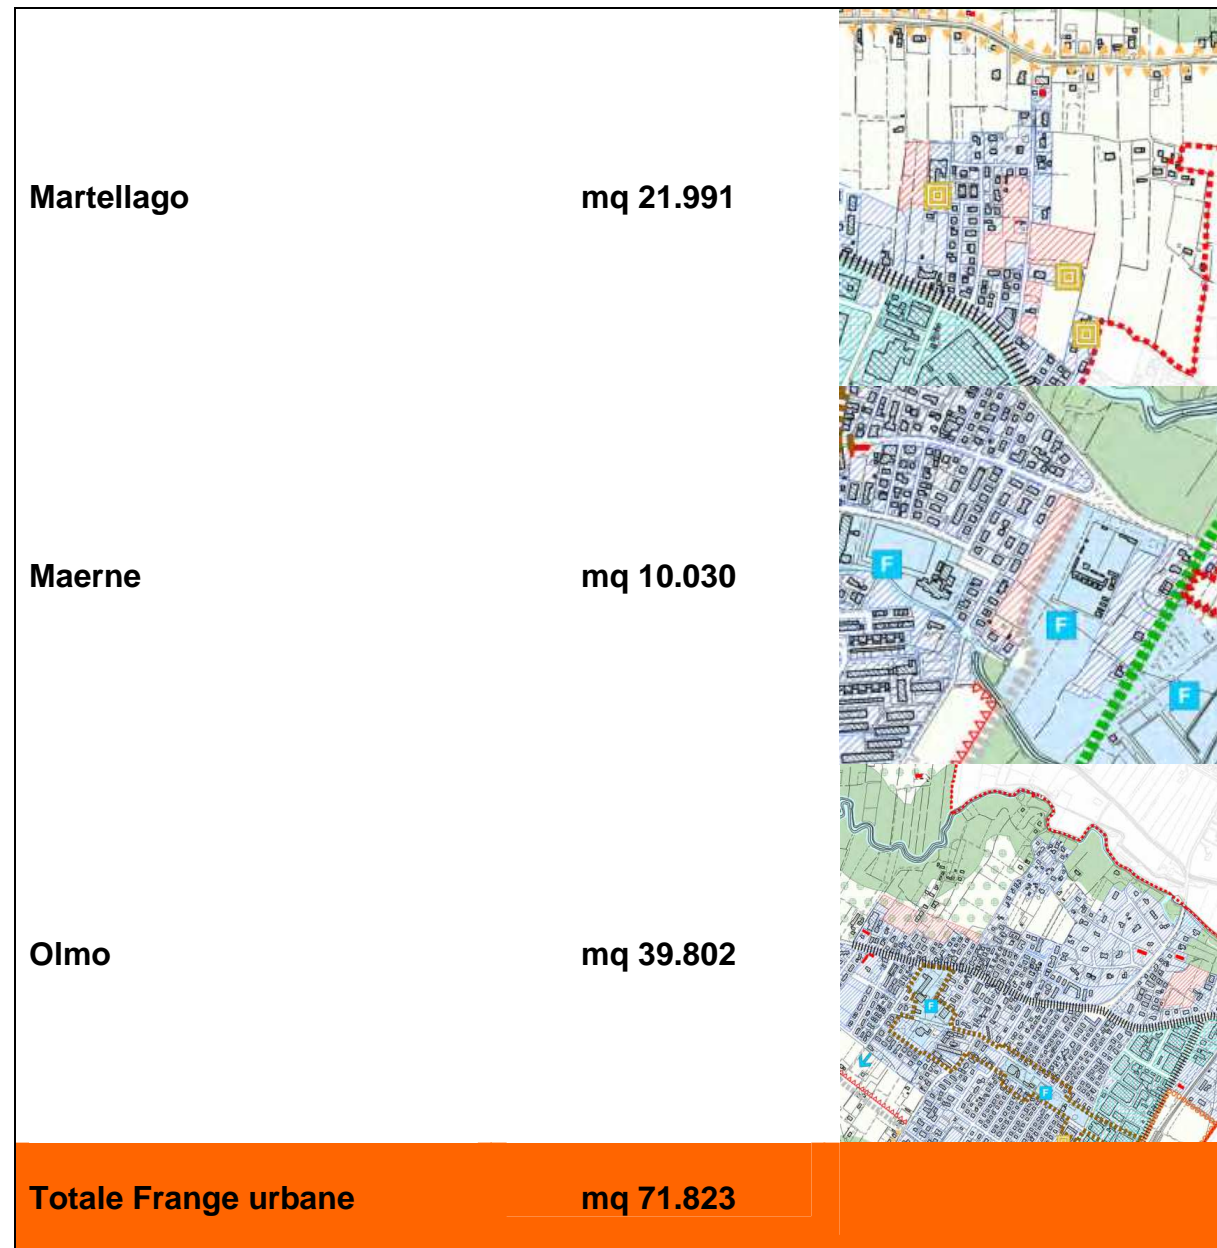 Martellago mq 21.991
Maerne mq 10.030
F
F
F
Olmo mq 39.802
F
F
Totale Frange urbane mq 71.823